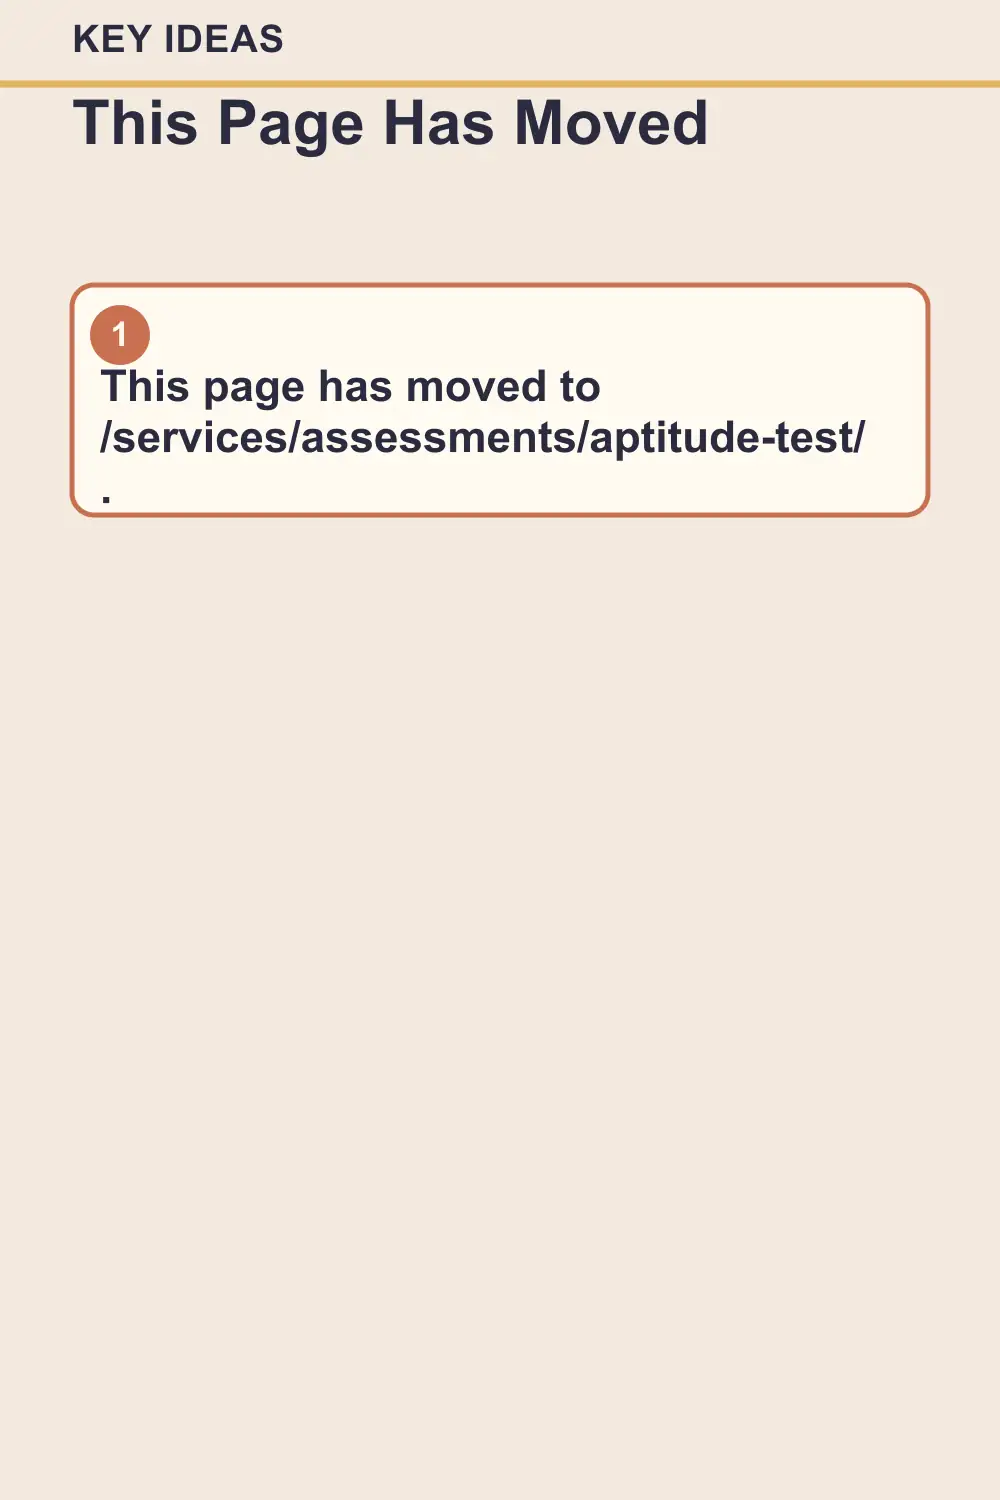 KEY IDEAS
This Page Has Moved
1
This page has moved to
/services/assessments/aptitude-test/
.